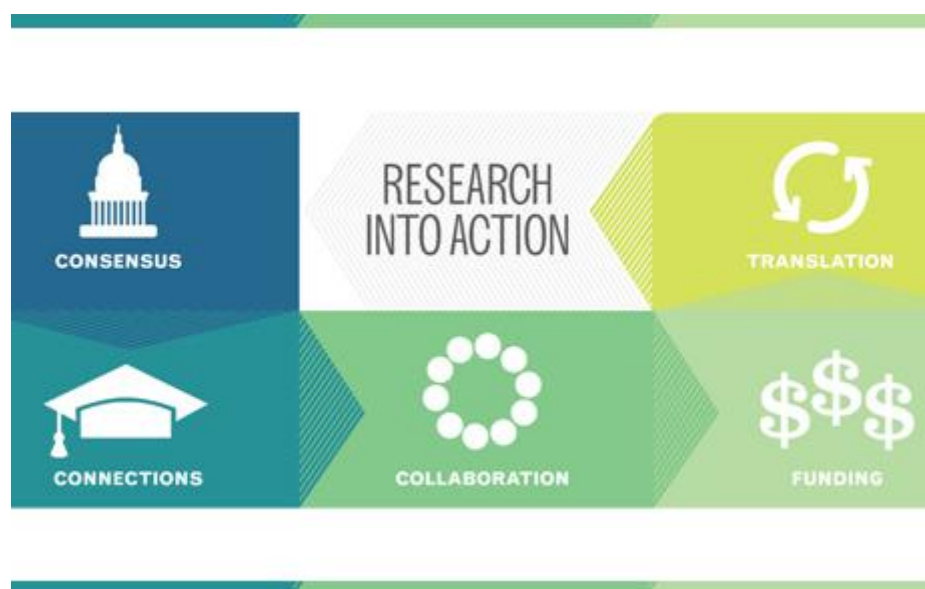 CONSENSUS
RESEARCH
INTO ACTION
TRANSLATION
CONNECTIONS
COLLABORATION
$$$
FUNDING